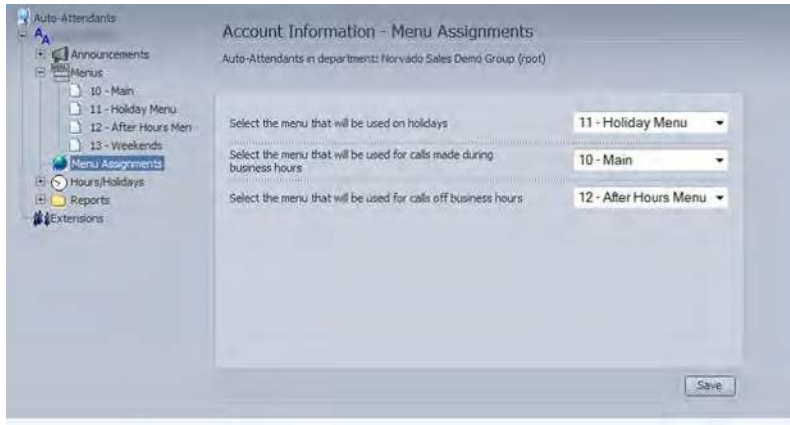 Auto-Attendants
Announcements
Menus
10 - Main
11 - Holiday Menu
12 - After Hours Men
13 - Weekends
Menu Assignments
Hours/Holidays
Reports
Extensions
Account Information - Menu Assignments
Auto-Attendants in department: Norvado Sales Demo Group (root)
Select the menu that will be used on holidays
11 - Holiday Menu
Select the menu that will be used for calls made during
business hours
10 - Main
Select the menu that will be used for calls off business hours
12 - After Hours Menu
Save